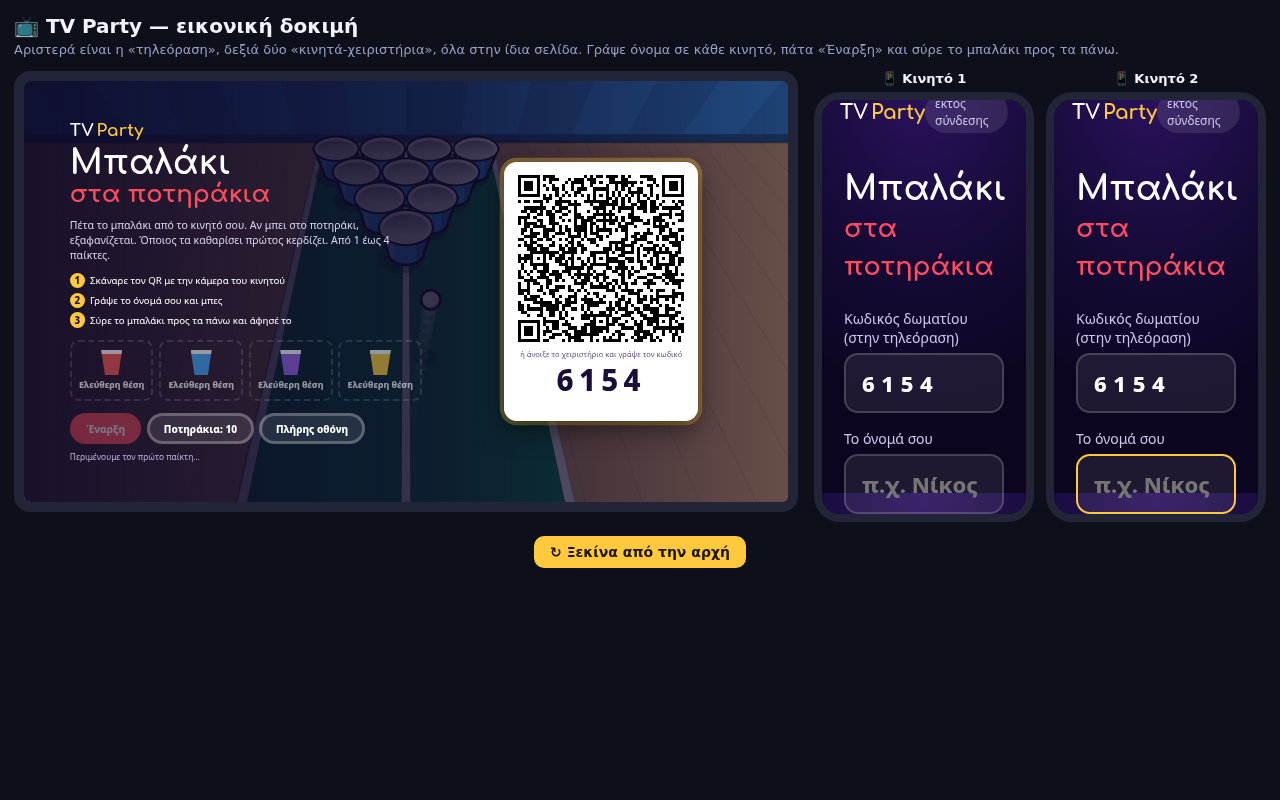 📺 TV Party — εικονική δοκιμή
Αριστερά είναι η «τηλεόραση», δεξιά δύο «κινητά-χειριστήρια», όλα στην ίδια σελίδα. Γράψε όνομα σε κάθε κινητό, πάτα «Έναρξη» και σύρε το μπαλάκι προς τα πάνω.
TV Party
Μπαλάκι
στα ποτηράκια
Πέτα το μπαλάκι από το κινητό σου. Αν μπει στο ποτηράκι,
εξαφανίζεται. Όποιος τα καθαρίσει πρώτος κερδίζει. Από 1 έως 4
παίκτες.
1 Σκάναρε τον QR με την κάμερα του κινητού
2 Γράψε το όνομά σου και μπες
3 Σύρε το μπαλάκι προς τα πάνω και άφησέ το
Ελεύθερη θέση Ελεύθερη θέση Ελεύθερη θέση Ελεύθερη θέση
Έναρξη Ποτηράκια: 10 Πλήρης οθόνη
Περιμένουμε τον πρώτο παίκτη...
ή άνοιξε το χειριστήριο και γράψε τον κωδικό
6154
📱 Κινητό 1
TV Party
εκτός
σύνδεσης
Μπαλάκι
στα
ποτηράκια
Κωδικός δωματίου
(στην τηλεόραση)
6154
Το όνομά σου
π.χ. Νίκος
📱 Κινητό 2
TV Party
εκτός
σύνδεσης
Μπαλάκι
στα
ποτηράκια
Κωδικός δωματίου
(στην τηλεόραση)
6154
Το όνομά σου
π.χ. Νίκος
↻ Ξεκίνα από την αρχή